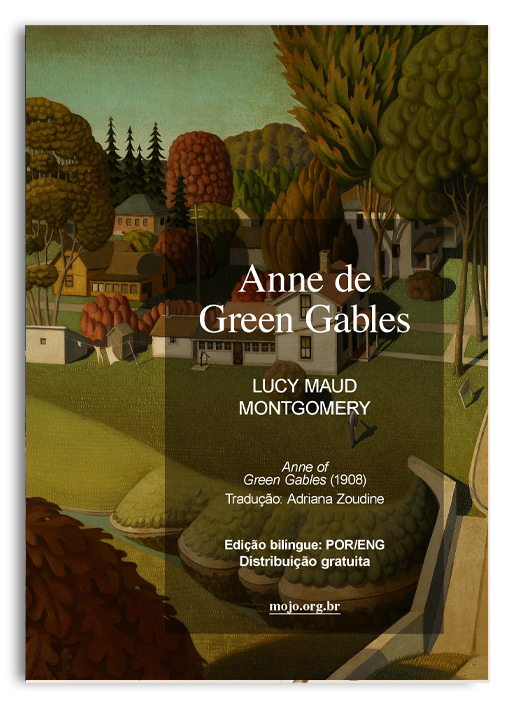 Anne de
Green Gables
LUCY MAUD
MONTGOMERY
Anne of
Green Gables (1908)
Tradução: Adriana Zoudine
Edição bilíngue: POR/ENG
Distribuição gratuita
mojo.org.br